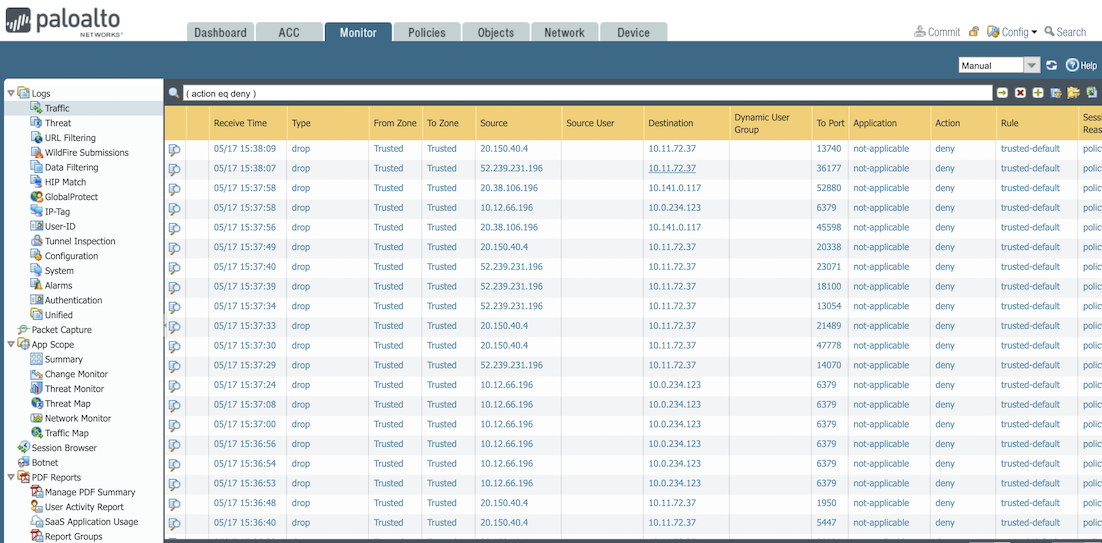 paloalto
NETWORKS
Dashboard ACC Monitor Policies Objects Network Device
Commit Config Search
Manual Help
Logs
Traffic
Threat
URL Filtering
WildFire Submissions
Data Filtering
HIP Match
GlobalProtect
IP-Tag
User-ID
Tunnel Inspection
Configuration
System
Alarms
Authentication
Unified
Packet Capture
App Scope
Summary
Change Monitor
Threat Monitor
Threat Map
Network Monitor
Traffic Map
Session Browser
Botnet
PDF Reports
Manage PDF Summary
User Activity Report
SaaS Application Usage
Report Groups
( action eq deny )
Receive Time Type From Zone To Zone Source Source User Destination Dynamic User Group To Port Application Action Rule Sessi Reas
05/17 15:38:09 drop Trusted Trusted 20.150.40.4 10.11.72.37 13740 not-applicable deny trusted-default polic
05/17 15:38:07 drop Trusted Trusted 52.239.231.196 10.11.72.37 36177 not-applicable deny trusted-default polic
05/17 15:37:58 drop Trusted Trusted 20.38.106.196 10.141.0.117 52880 not-applicable deny trusted-default polic
05/17 15:37:58 drop Trusted Trusted 10.12.66.196 10.0.234.123 6379 not-applicable deny trusted-default polic
05/17 15:37:56 drop Trusted Trusted 20.38.106.196 10.141.0.117 45598 not-applicable deny trusted-default polic
05/17 15:37:49 drop Trusted Trusted 20.150.40.4 10.11.72.37 20338 not-applicable deny trusted-default polic
05/17 15:37:40 drop Trusted Trusted 52.239.231.196 10.11.72.37 23071 not-applicable deny trusted-default polic
05/17 15:37:39 drop Trusted Trusted 52.239.231.196 10.11.72.37 18100 not-applicable deny trusted-default polic
05/17 15:37:34 drop Trusted Trusted 52.239.231.196 10.11.72.37 13054 not-applicable deny trusted-default polic
05/17 15:37:33 drop Trusted Trusted 20.150.40.4 10.11.72.37 21489 not-applicable deny trusted-default polic
05/17 15:37:30 drop Trusted Trusted 20.150.40.4 10.11.72.37 47778 not-applicable deny trusted-default polic
05/17 15:37:29 drop Trusted Trusted 52.239.231.196 10.11.72.37 14070 not-applicable deny trusted-default polic
05/17 15:37:24 drop Trusted Trusted 10.12.66.196 10.0.234.123 6379 not-applicable deny trusted-default polic
05/17 15:37:08 drop Trusted Trusted 10.12.66.196 10.0.234.123 6379 not-applicable deny trusted-default polic
05/17 15:37:00 drop Trusted Trusted 10.12.66.196 10.0.234.123 6379 not-applicable deny trusted-default polic
05/17 15:36:56 drop Trusted Trusted 10.12.66.196 10.0.234.123 6379 not-applicable deny trusted-default polic
05/17 15:36:54 drop Trusted Trusted 10.12.66.196 10.0.234.123 6379 not-applicable deny trusted-default polic
05/17 15:36:53 drop Trusted Trusted 10.12.66.196 10.0.234.123 6379 not-applicable deny trusted-default polic
05/17 15:36:48 drop Trusted Trusted 20.150.40.4 10.11.72.37 1950 not-applicable deny trusted-default polic
05/17 15:36:40 drop Trusted Trusted 20.150.40.4 10.11.72.37 5447 not-applicable deny trusted-default polic